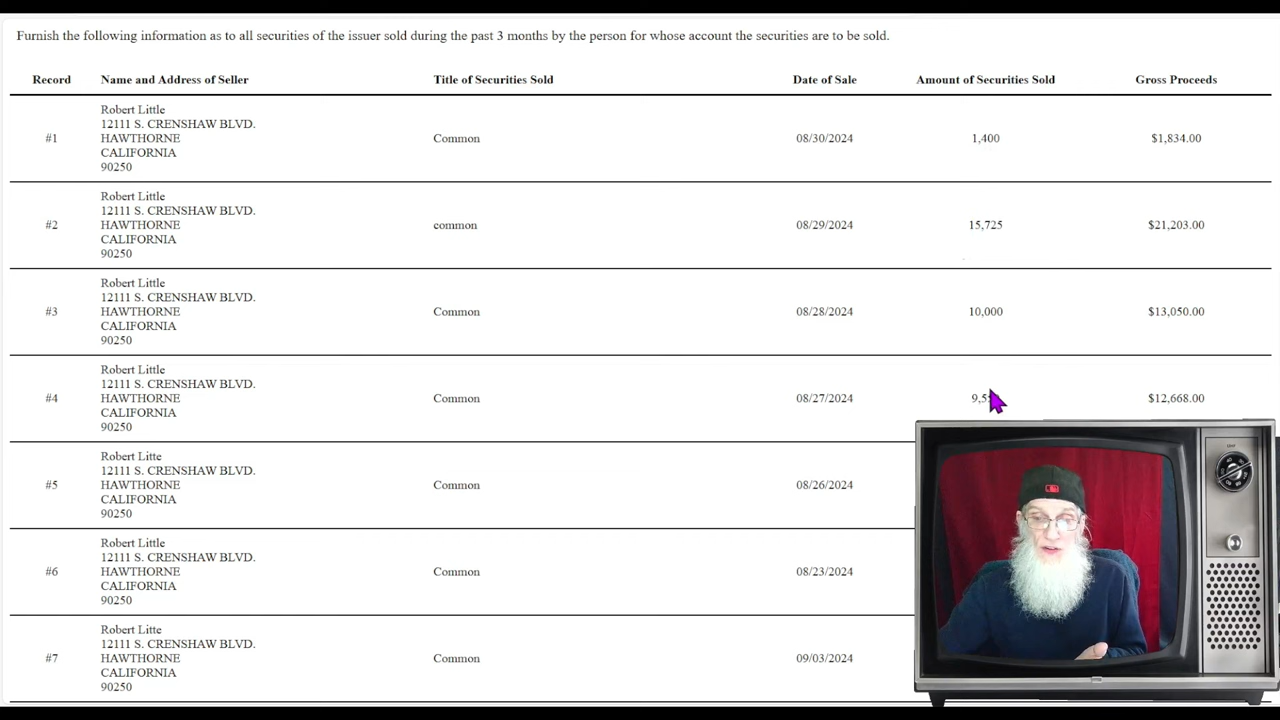 Furnish the following information as to all securities of the issuer sold during the past 3 months by the person for whose account the securities are to be sold.
Record Name and Address of Seller Title of Securities Sold Date of Sale Amount of Securities Sold Gross Proceeds
Robert Little
12111 S. CRENSHAW BLVD.
#1 HAWTHORNE Common 08/30/2024 1,400 $1,834.00
CALIFORNIA
90250
Robert Little
12111 S. CRENSHAW BLVD.
#2 HAWTHORNE common 08/29/2024 15,725 $21,203.00
CALIFORNIA
90250
Robert Little
12111 S. CRENSHAW BLVD.
#3 HAWTHORNE Common 08/28/2024 10,000 $13,050.00
CALIFORNIA
90250
Robert Little
12111 S. CRENSHAW BLVD.
#4 HAWTHORNE Common 08/27/2024 $12,668.00
CALIFORNIA
90250
Robert Litte
12111 S. CRENSHAW BLVD.
#5 HAWTHORNE Common 08/26/2024
CALIFORNIA
90250
Robert Little
12111 S. CRENSHAW BLVD.
#6 HAWTHORNE Common 08/23/2024
CALIFORNIA
90250
Robert Litte
12111 S. CRENSHAW BLVD.
#7 HAWTHORNE Common 09/03/2024
CALIFORNIA
90250